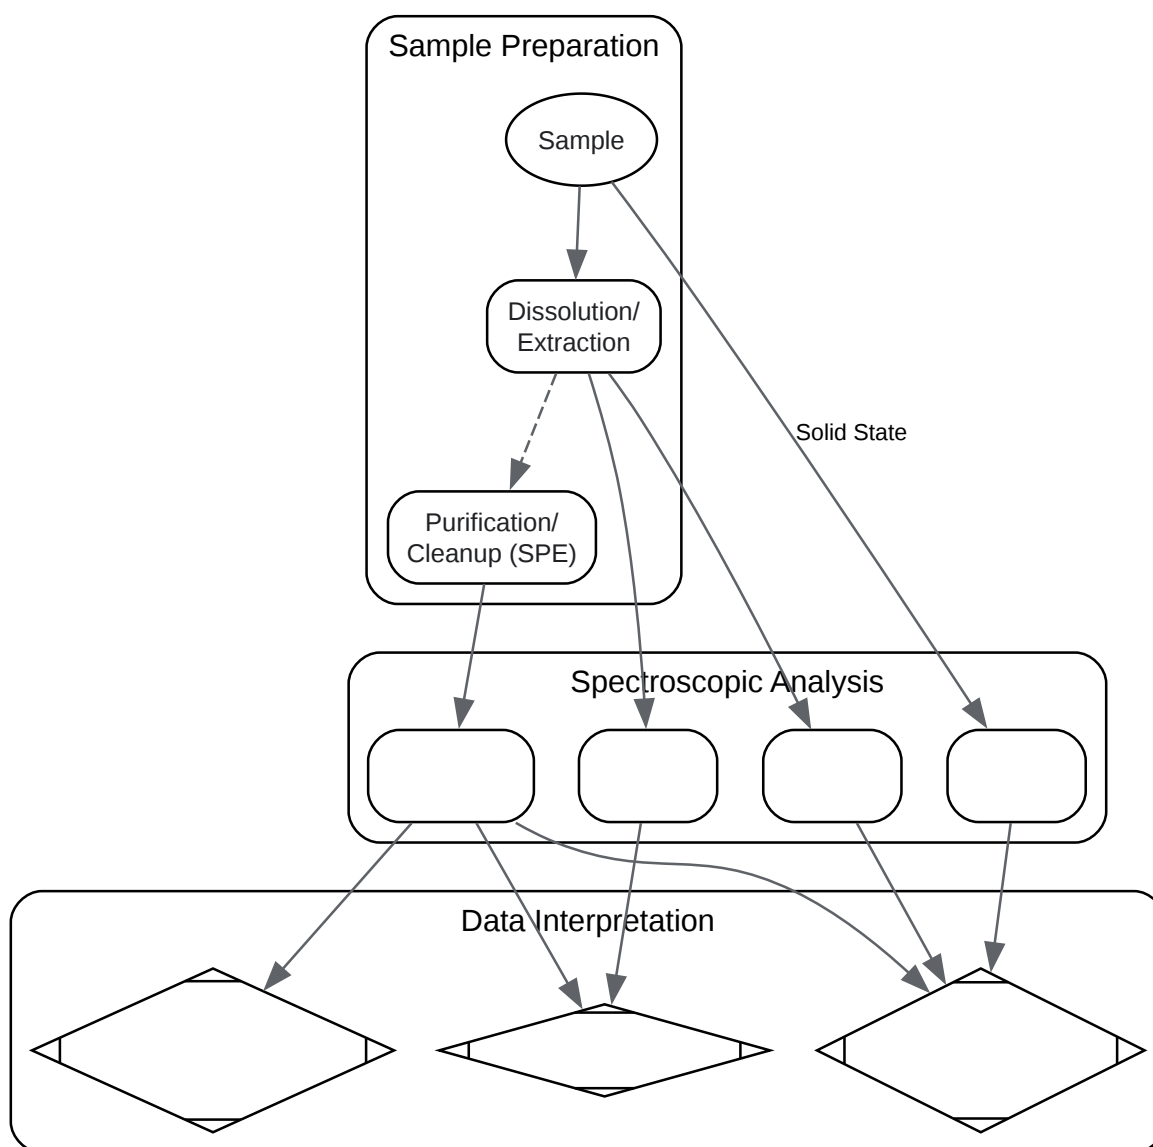 Sample Preparation
Sample
Dissolution/
Extraction
Solid State
Purification/
Cleanup (SPE)
Spectroscopic Analysis
Data Interpretation